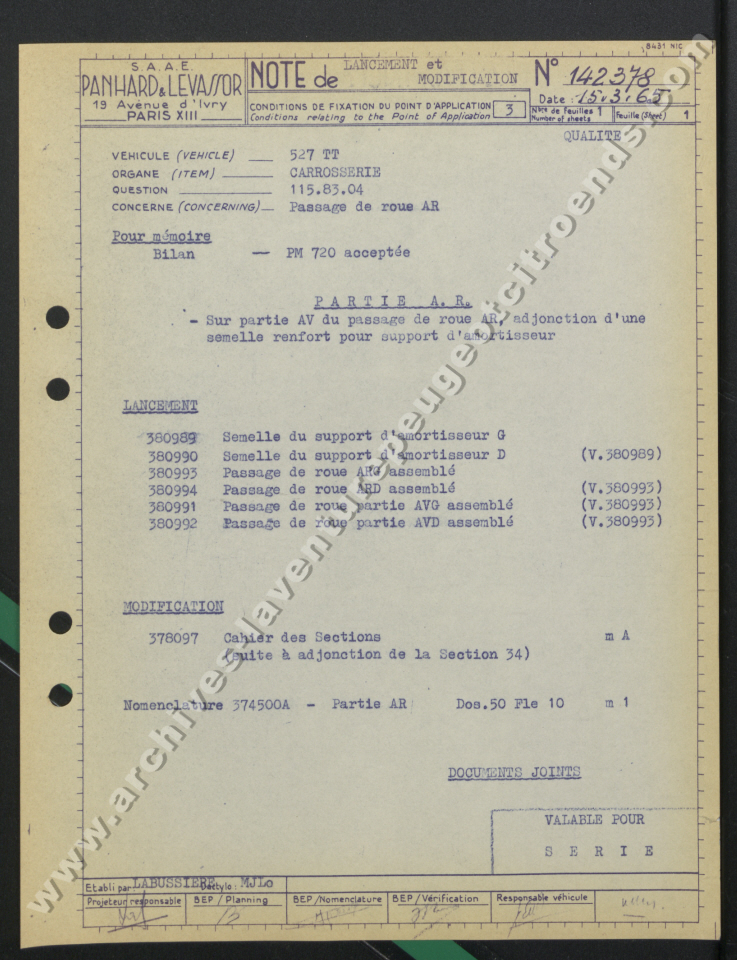 8431 NIC
S.A.A.E.
PANHARD & LEVASSOR
19 Avenue d'Ivry
PARIS XIII
NOTE de LANCEMENT et
MODIFICATION
N° 142378
Date : 15.3.65
CONDITIONS DE FIXATION DU POINT D'APPLICATION 3
Conditions relating to the Point of Application
Nbre de feuilles 1
Number of sheets
Feuille (Sheet) 1
QUALITE
VÉHICULE (VEHICLE) 527 TT
ORGANE (ITEM) CARROSSERIE
QUESTION 115.83.04
CONCERNE (CONCERNING) Passage de roue AR
Pour mémoire
Bilan — PM 720 acceptée
PARTIE A.R.
- Sur partie AV du passage de roue AR, adjonction d'une
semelle renfort pour support d'amortisseur
LANCEMENT
380989 Semelle du support d'amortisseur G
380990 Semelle du support d'amortisseur D (V.380989)
380993 Passage de roue ARG assemblé
380994 Passage de roue ARD assemblé (V.380993)
380991 Passage de roue partie AVG assemblé (V.380993)
380992 Passage de roue partie AVD assemblé (V.380993)
MODIFICATION
378097 Cahier des Sections m A
(suite à adjonction de la Section 34)
Nomenclature 374500A - Partie AR Dos.50 Fle 10 m 1
DOCUMENTS JOINTS
VALABLE POUR
SERIE
Etabli par LABUSSIERE Dactylo : MJLo
Projeteur responsable
BEP / Planning
BEP /Nomenclature
BEP / Vérification
Responsable véhicule
www.archives-laventurepeugeotcitroends.com